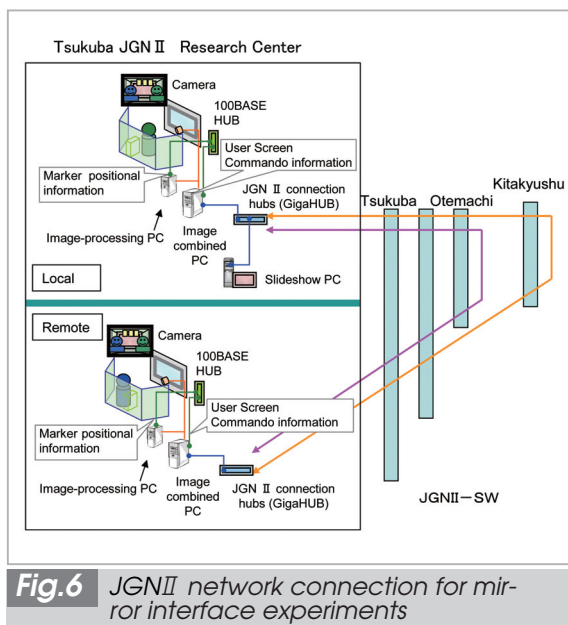 Tsukuba JGNⅡ Research Center
Camera
100BASE
HUB
User Screen
Commando information
Marker positional
information
JGN Ⅱ connection
hubs (GigaHUB)
Image-processing PC
Image
combined
PC
Slideshow PC
Local
Tsukuba
Otemachi
Kitakyushu
Remote
Camera
100BASE
HUB
User Screen
Commando information
Marker positional
information
Image-processing PC
Image
combined
PC
JGN Ⅱ connection
hubs (GigaHUB)
JGNⅡ−SW
Fig.6 JGNⅡ network connection for mir-
ror interface experiments